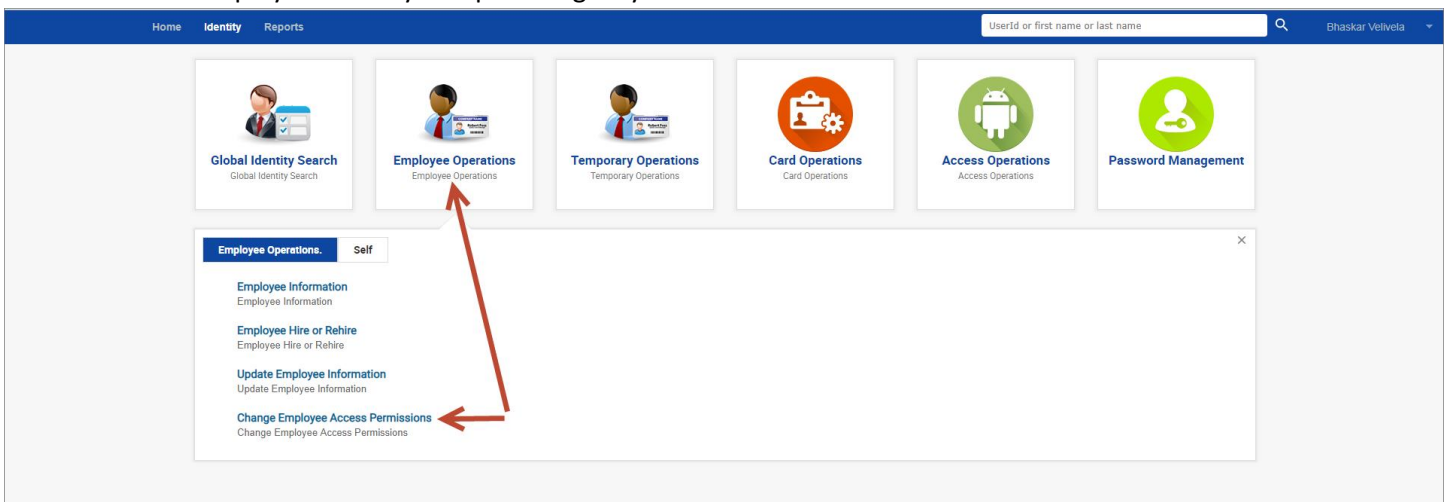 Home Identity Reports UserId or first name or last name Bhaskar Velivela
Global Identity Search
Global Identity Search
Employee Operations
Employee Operations
Temporary Operations
Temporary Operations
Card Operations
Card Operations
Access Operations
Access Operations
Password Management
Employee Operations. Self
Employee Information
Employee Information
Employee Hire or Rehire
Employee Hire or Rehire
Update Employee Information
Update Employee Information
Change Employee Access Permissions
Change Employee Access Permissions